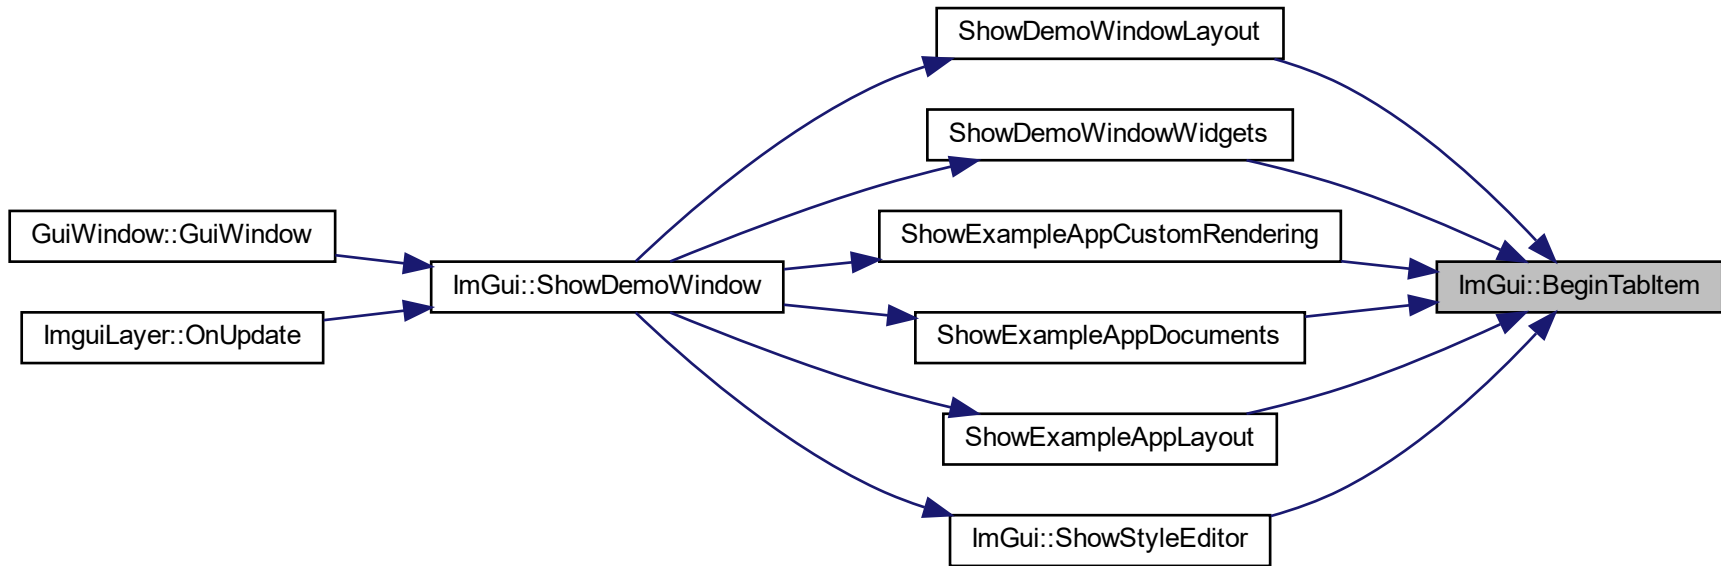 ShowDemoWindowLayout
ShowDemoWindowWidgets
GuiWindow::GuiWindow
ShowExampleAppCustomRendering
ImGui::ShowDemoWindow
ImGui::BeginTabItem
ImguiLayer::OnUpdate
ShowExampleAppDocuments
ShowExampleAppLayout
ImGui::ShowStyleEditor